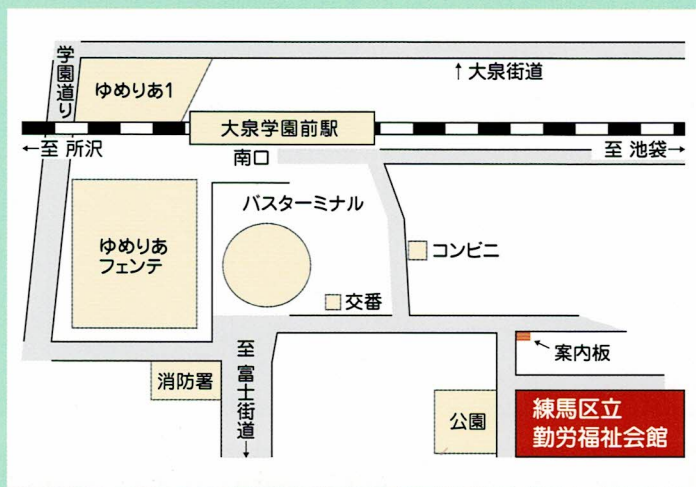 学園通り
ゆめりあ1
↑大泉街道
大泉学園前駅
←至 所沢
南口
至 池袋→
バスターミナル
ゆめりあ
フェンテ
コンビニ
交番
至 富士街道→
案内板
消防署
公園
練馬区立
勤労福祉会館